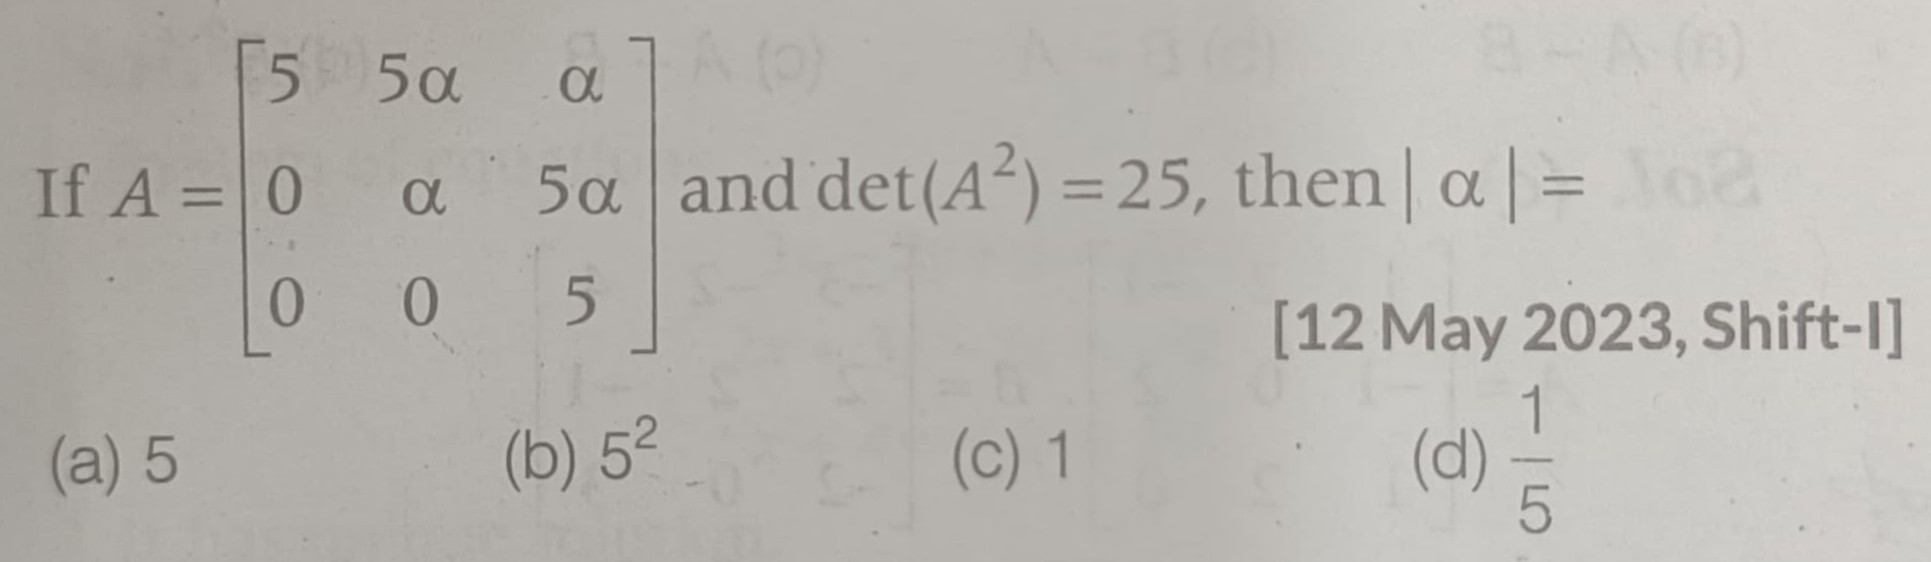 5 5α α
If A = 0 α 5α and det(A²) = 25, then | α | =
0 0 5
[12 May 2023, Shift-I]
(a) 5 (b) 5² (c) 1 (d) 1/5